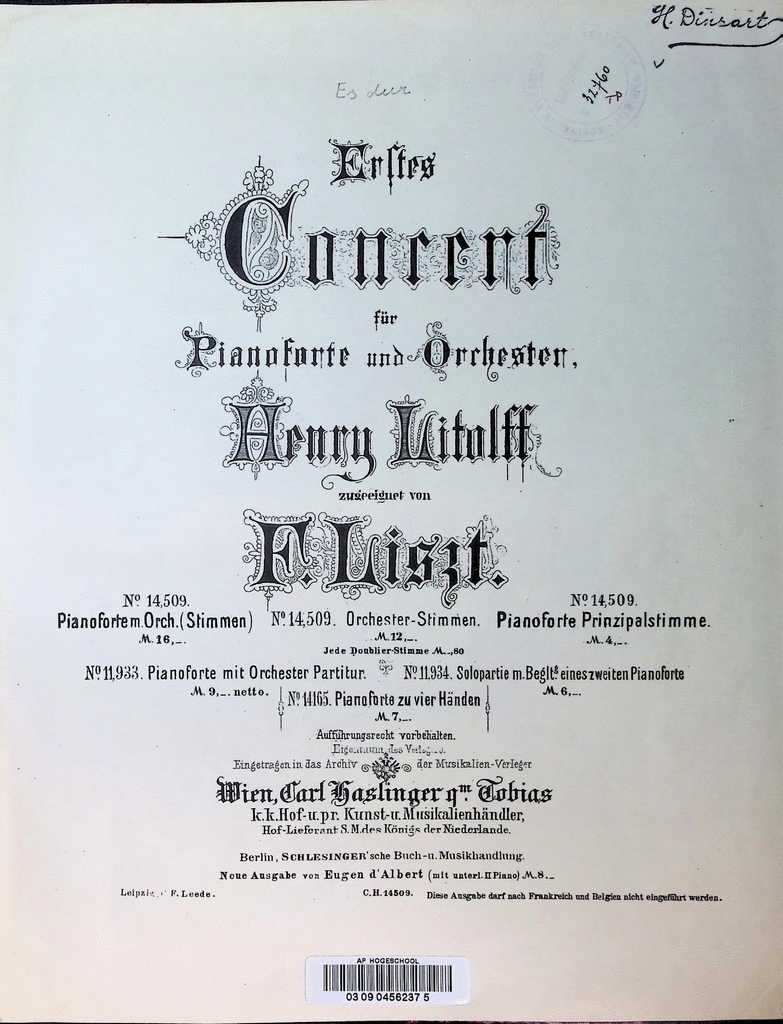 H. Dinsart
32760
Es dur
Erstes
Concert
für
Pianoforte und Orchester,
Henry Litolff
zugeeignet von
F. Liszt.
Nº 14,509.
Pianoforte m. Orch. (Stimmen)
M. 16,_.
Nº 14,509. Orchester-Stimmen.
M. 12,_.
Jede Doublier-Stimme M._,80
Nº 14,509.
Pianoforte Prinzipalstimme.
M. 4,_.
Nº 11,933. Pianoforte mit Orchester Partitur.
M. 9,_. netto.
Nº 11,934. Solopartie m. Begltg eines zweiten Pianoforte
M. 6,_.
Nº 14165. Pianoforte zu vier Händen
M. 7,_.
Aufführungsrecht vorbehalten.
Eigenthum des Verlegers.
Eingetragen in das Archiv der Musikalien-Verleger
Wien, Carl Haslinger qm. Tobias
k.k. Hof- u. pr. Kunst- u. Musikalienhändler,
Hof-Lieferant S. M. des Königs der Niederlande.
Berlin, SCHLESINGER'sche Buch- u. Musikhandlung.
Neue Ausgabe von Eugen d'Albert (mit unterl. II Piano) M. 8._
Leipzig, F. Leede.
C.H. 14509.
Diese Ausgabe darf nach Frankreich und Belgien nicht eingeführt werden.
AP HOGESCHOOL
03 09 0456237 5